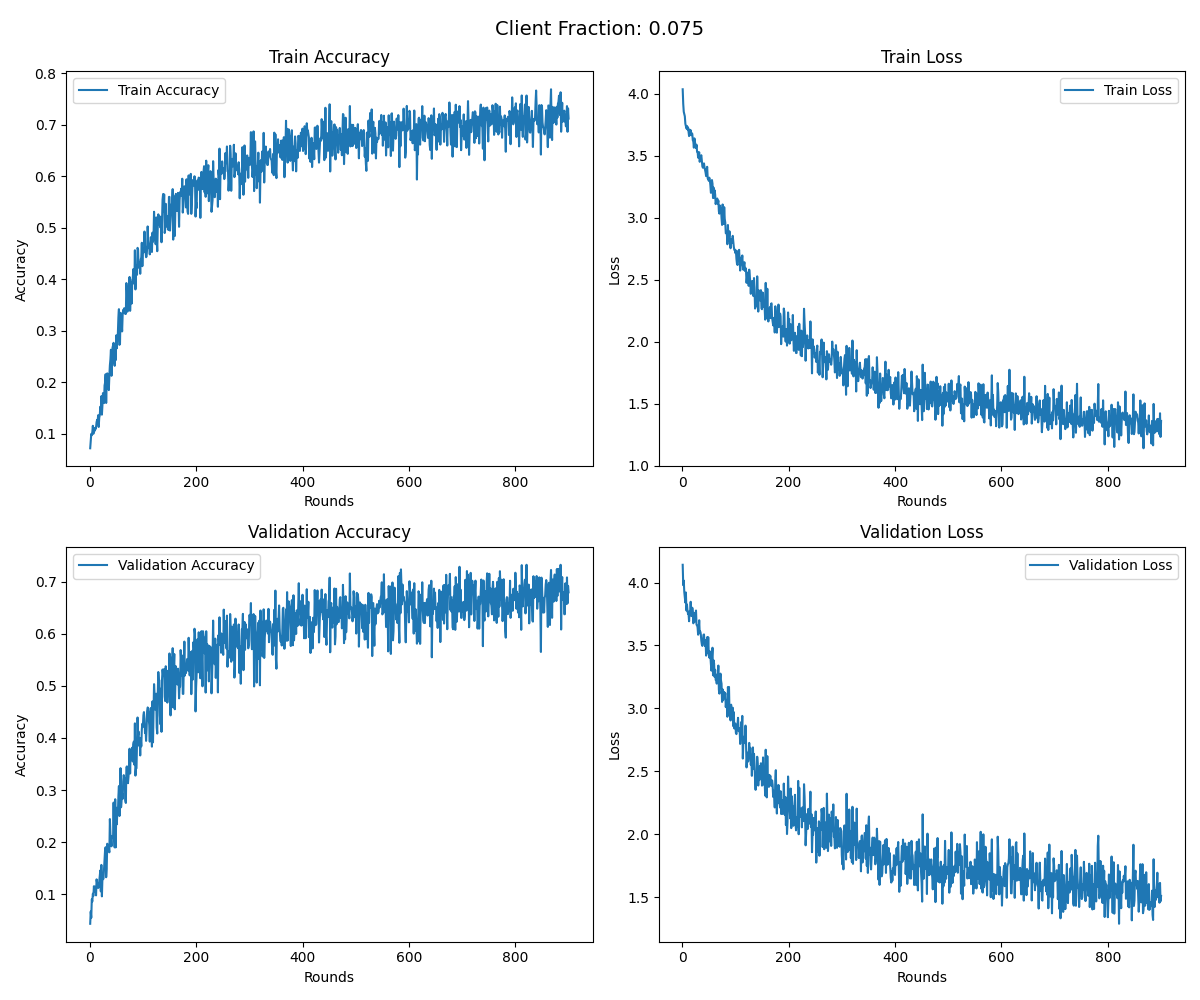 Client Fraction: 0.075
Train Accuracy
Train Accuracy
0.8
0.7
0.6
0.5
0.4
0.3
0.2
0.1
Accuracy
0 200 400 600 800
Rounds
Train Loss
Train Loss
4.0
3.5
3.0
2.5
2.0
1.5
1.0
Loss
0 200 400 600 800
Rounds
Validation Accuracy
Validation Accuracy
0.7
0.6
0.5
0.4
0.3
0.2
0.1
Accuracy
0 200 400 600 800
Rounds
Validation Loss
Validation Loss
4.0
3.5
3.0
2.5
2.0
1.5
Loss
0 200 400 600 800
Rounds